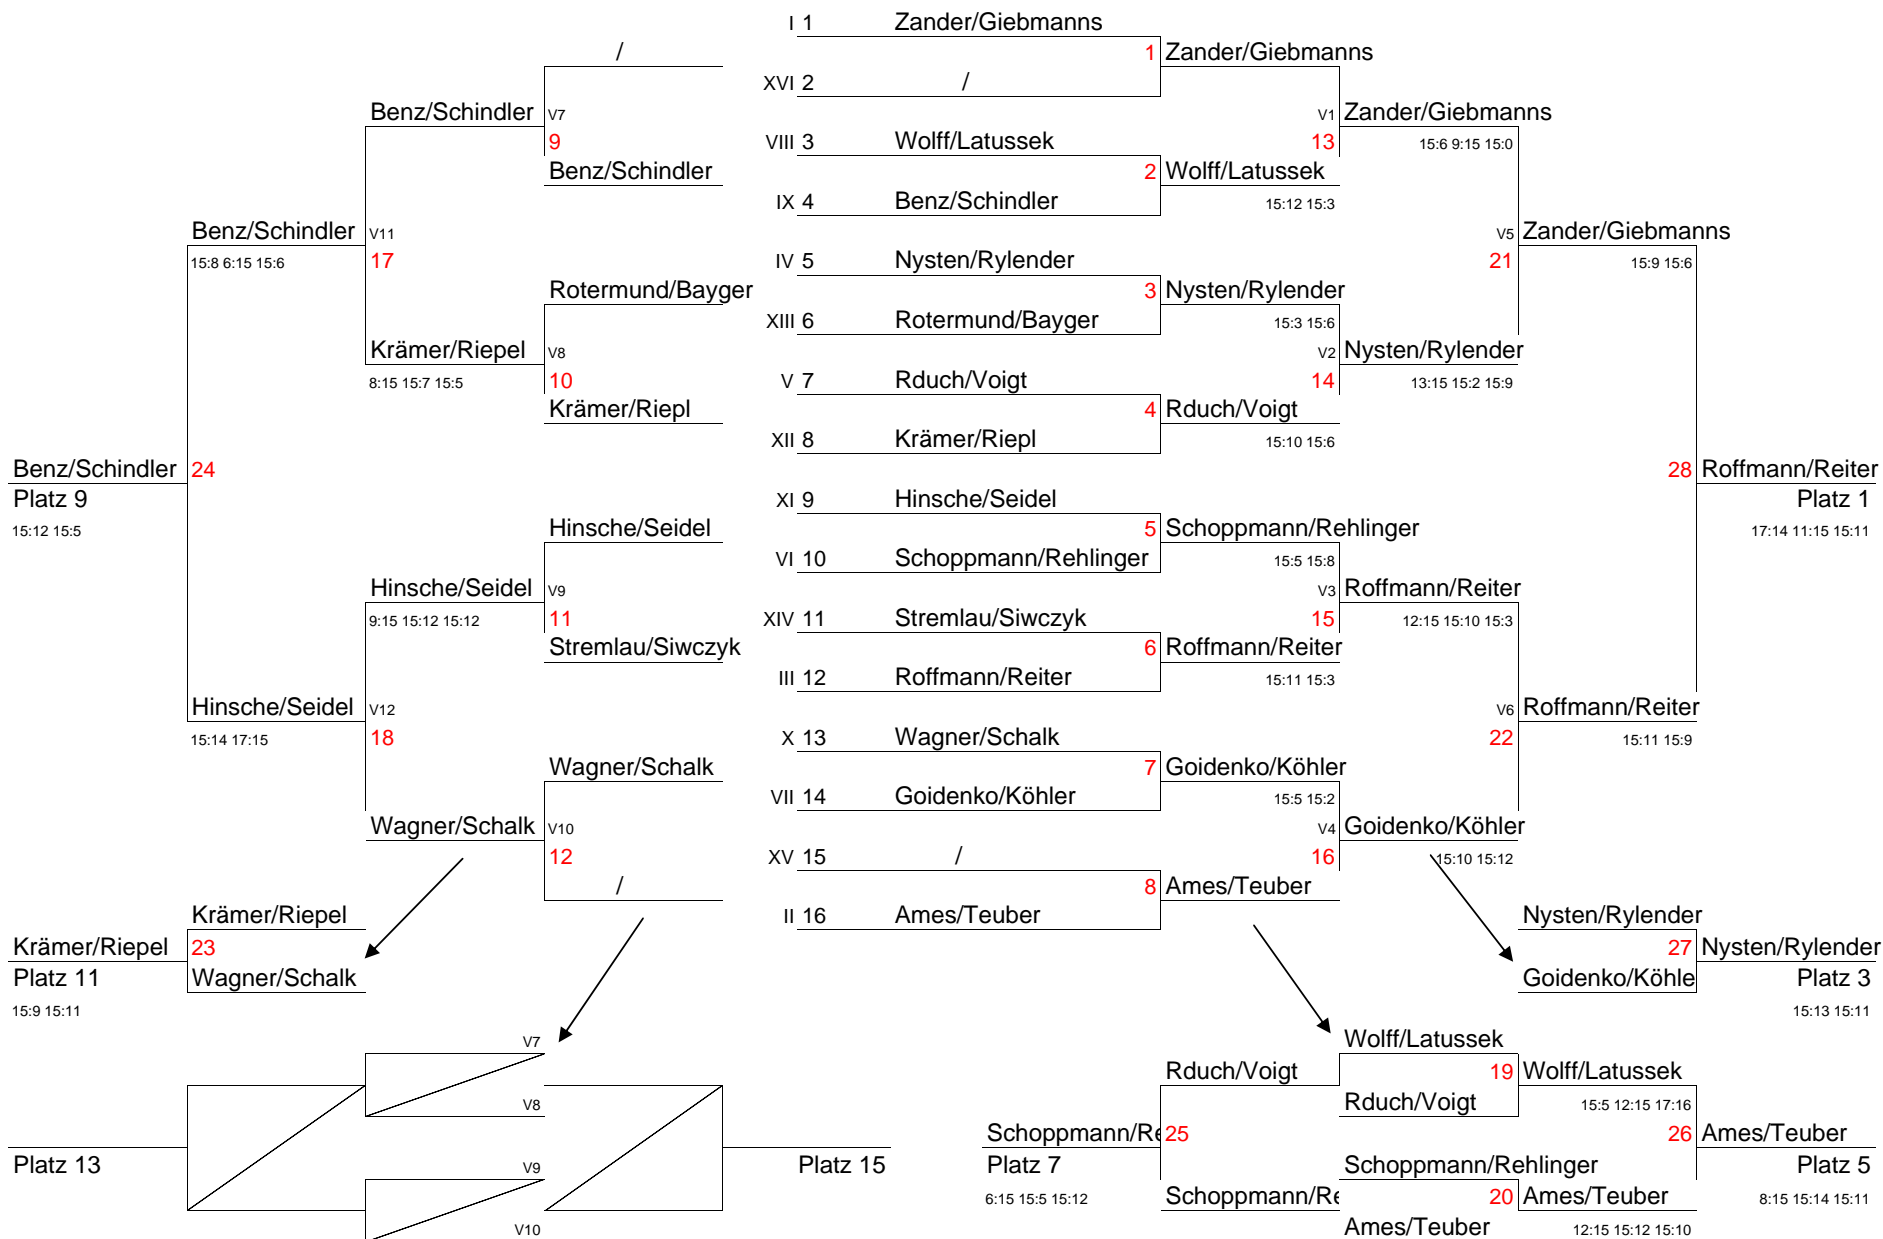 I 1 Zander/Giebmanns
/ 1 Zander/Giebmanns
XVI 2 /
Benz/Schindler V7 V1 Zander/Giebmanns
9 VIII 3 Wolff/Latussek 13 15:6 9:15 15:0
Benz/Schindler 2 Wolff/Latussek
IX 4 Benz/Schindler 15:12 15:3
Benz/Schindler V11 V5 Zander/Giebmanns
15:8 6:15 15:6 17 IV 5 Nysten/Rylender 21 15:9 15:6
Rotermund/Bayger 3 Nysten/Rylender
XIII 6 Rotermund/Bayger 15:3 15:6
Krämer/Riepel V8 V2 Nysten/Rylender
8:15 15:7 15:5 10 V 7 Rduch/Voigt 14 13:15 15:2 15:9
Krämer/Riepl 4 Rduch/Voigt
XII 8 Krämer/Riepl 15:10 15:6
Benz/Schindler 24 28 Roffmann/Reiter
Platz 9 XI 9 Hinsche/Seidel Platz 1
15:12 15:5 Hinsche/Seidel 5 Schoppmann/Rehlinger 17:14 11:15 15:11
VI 10 Schoppmann/Rehlinger 15:5 15:8
Hinsche/Seidel V9 V3 Roffmann/Reiter
9:15 15:12 15:12 11 XIV 11 Stremlau/Siwczyk 15 12:15 15:10 15:3
Stremlau/Siwczyk 6 Roffmann/Reiter
III 12 Roffmann/Reiter 15:11 15:3
Hinsche/Seidel V12 V6 Roffmann/Reiter
15:14 17:15 18 X 13 Wagner/Schalk 22 15:11 15:9
Wagner/Schalk 7 Goidenko/Köhler
VII 14 Goidenko/Köhler 15:5 15:2
Wagner/Schalk V10 V4 Goidenko/Köhler
12 XV 15 / 16 15:10 15:12
/ 8 Ames/Teuber
Krämer/Riepel II 16 Ames/Teuber Nysten/Rylender
Krämer/Riepel 23 27 Nysten/Rylender
Platz 11 Wagner/Schalk Goidenko/Köhle Platz 3
15:9 15:11 15:13 15:11
V7 Wolff/Latussek
Rduch/Voigt 19 Wolff/Latussek
V8 Rduch/Voigt 15:5 12:15 17:16
Schoppmann/Re 25 26 Ames/Teuber
Platz 13 V9 Platz 15 Platz 7 Schoppmann/Rehlinger Platz 5
6:15 15:5 15:12 Schoppmann/Re 20 Ames/Teuber 8:15 15:14 15:11
V10 Ames/Teuber 12:15 15:12 15:10